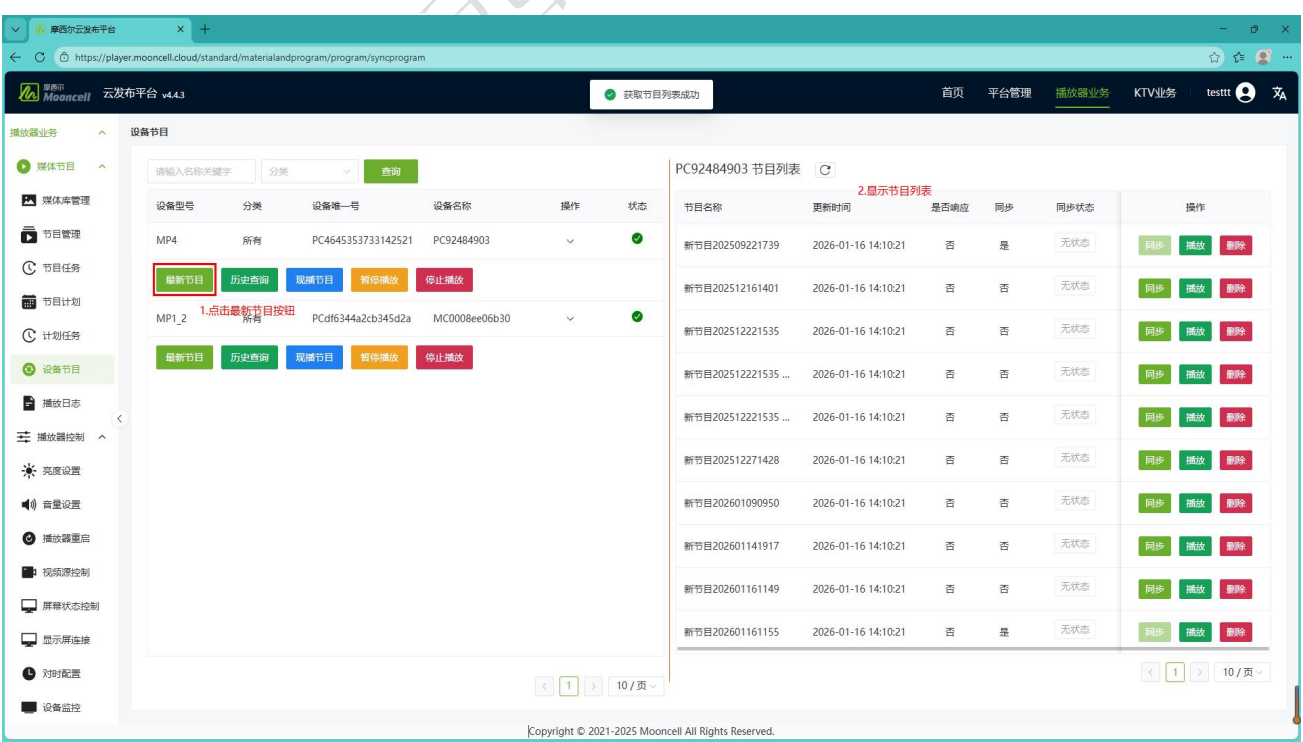 摩西尔云发布平台
https://player.mooncell.cloud/standard/materialandprogram/program/syncprogram
摩西尔 Mooncell 云发布平台 v4.4.3 获取节目列表成功 首页 平台管理 播放器业务 KTV业务 testtt
播放器业务
媒体节目
媒体库管理
节目管理
节目任务
节目计划
计划任务
设备节目
播放日志
播放器控制
亮度设置
音量设置
播放器重启
视频源控制
屏幕状态控制
显示屏连接
对时配置
设备监控
设备节目
请输入名称关键字 分类 查询
设备型号 分类 设备唯一号 设备名称 操作 状态
MP4 所有 PC4645353733142521 PC92484903
最新节目 历史查询 现播节目 暂停播放 停止播放
1.点击最新节目按钮
MP1_2 所有 PCdf6344a2cb345d2a MC0008ee06b30
最新节目 历史查询 现播节目 暂停播放 停止播放
1 10 / 页
PC92484903 节目列表
2.显示节目列表
节目名称 更新时间 是否响应 同步 同步状态 操作
新节目202509221739 2026-01-16 14:10:21 否 是 无状态 同步 播放 删除
新节目202512161401 2026-01-16 14:10:21 否 否 无状态 同步 播放 删除
新节目202512221535 2026-01-16 14:10:21 否 否 无状态 同步 播放 删除
新节目202512221535 ... 2026-01-16 14:10:21 否 否 无状态 同步 播放 删除
新节目202512221535 ... 2026-01-16 14:10:21 否 否 无状态 同步 播放 删除
新节目202512271428 2026-01-16 14:10:21 否 否 无状态 同步 播放 删除
新节目202601090950 2026-01-16 14:10:21 否 否 无状态 同步 播放 删除
新节目202601141917 2026-01-16 14:10:21 否 否 无状态 同步 播放 删除
新节目202601161149 2026-01-16 14:10:21 否 否 无状态 同步 播放 删除
新节目202601161155 2026-01-16 14:10:21 否 是 无状态 同步 播放 删除
1 10 / 页
Copyright © 2021-2025 Mooncell All Rights Reserved.